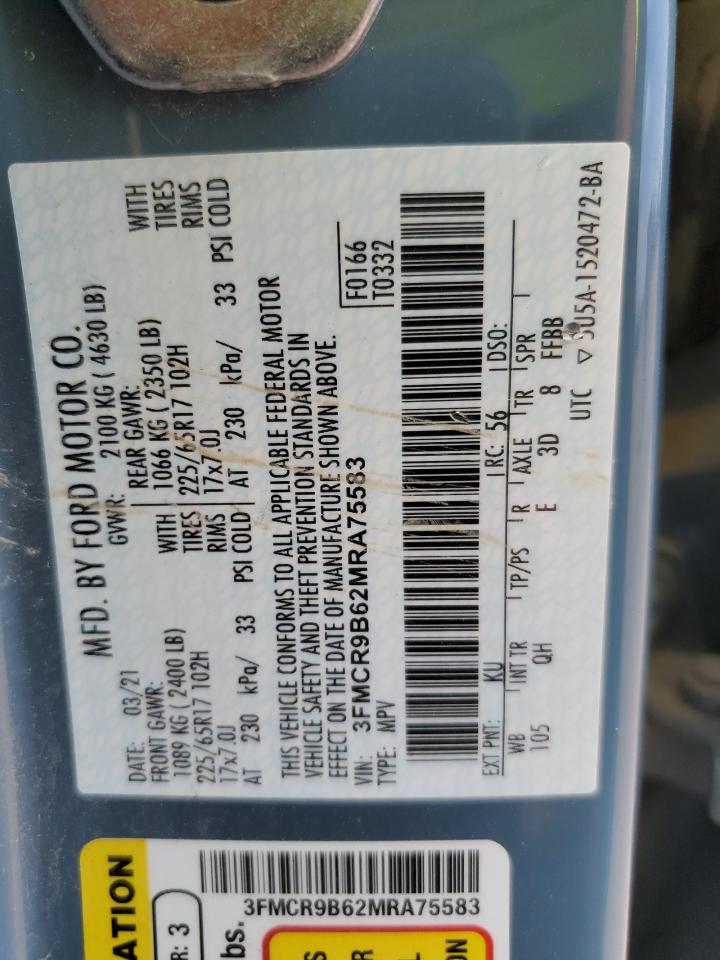 MFD. BY FORD MOTOR CO.
DATE: 03/21 GVWR: 2100 KG ( 4630 LB)
FRONT GAWR: REAR GAWR:
1089 KG ( 2400 LB) WITH 1066 KG ( 2350 LB) WITH
225/65R17 102H TIRES 225/65R17 102H TIRES
17x7.0J RIMS 17x7.0J RIMS
AT 230 kPa/ 33 PSI COLD AT 230 kPa/ 33 PSI COLD
THIS VEHICLE CONFORMS TO ALL APPLICABLE FEDERAL MOTOR
VEHICLE SAFETY AND THEFT PREVENTION STANDARDS IN
EFFECT ON THE DATE OF MANUFACTURE SHOWN ABOVE.
VIN: 3FMCR9B62MRA75583 F0166
TYPE: MPV T0332
EXT PNT: KU RC: 56 DSO:
WB INT TR TP/PS R AXLE TR SPR
105 QH E 3D 8 FFBB
UTC ▽ 5U5A-1520472-BA
ATION
R: 3
3FMCR9B62MRA75583
bs.
S
R
L
ON